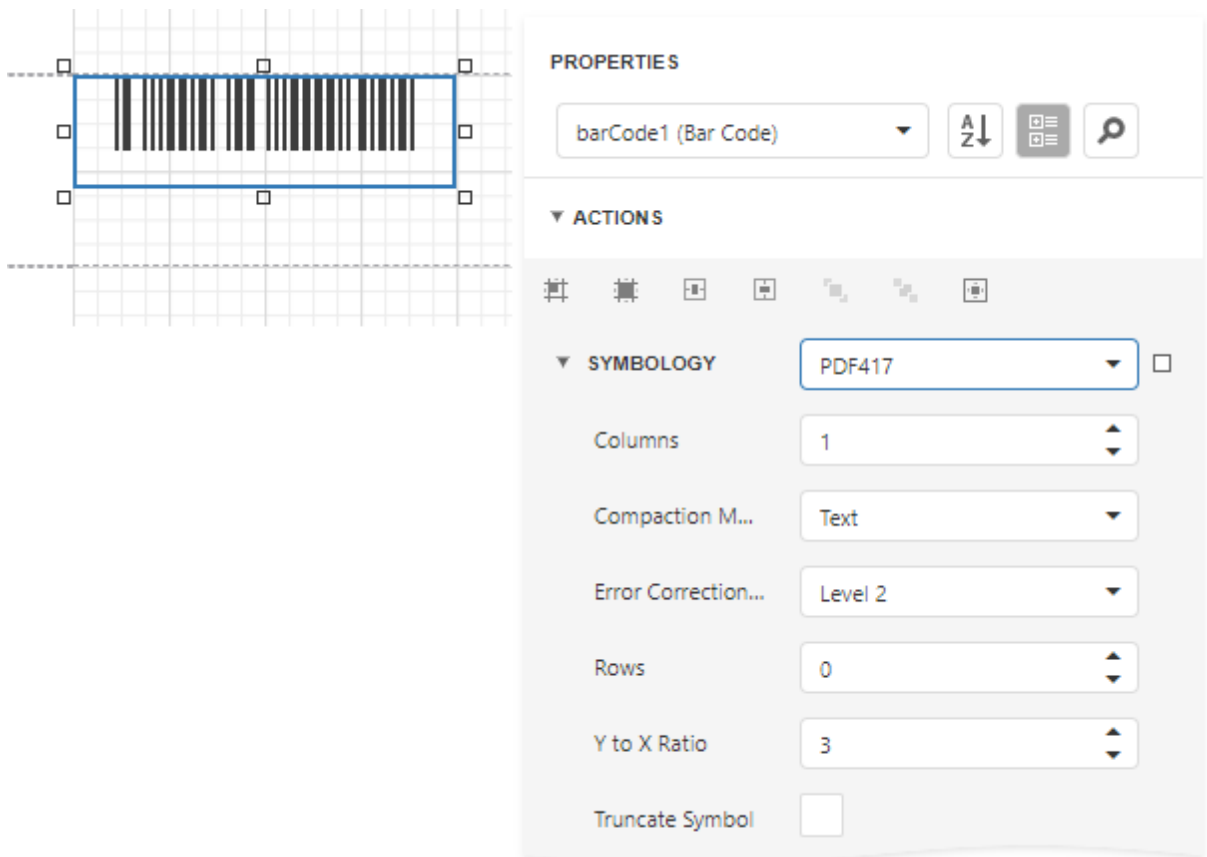 PROPERTIES
barCode1 (Bar Code)
A
Z
ACTIONS
SYMBOLOGY PDF417
Columns 1
Compaction M... Text
Error Correction... Level 2
Rows 0
Y to X Ratio 3
Truncate Symbol